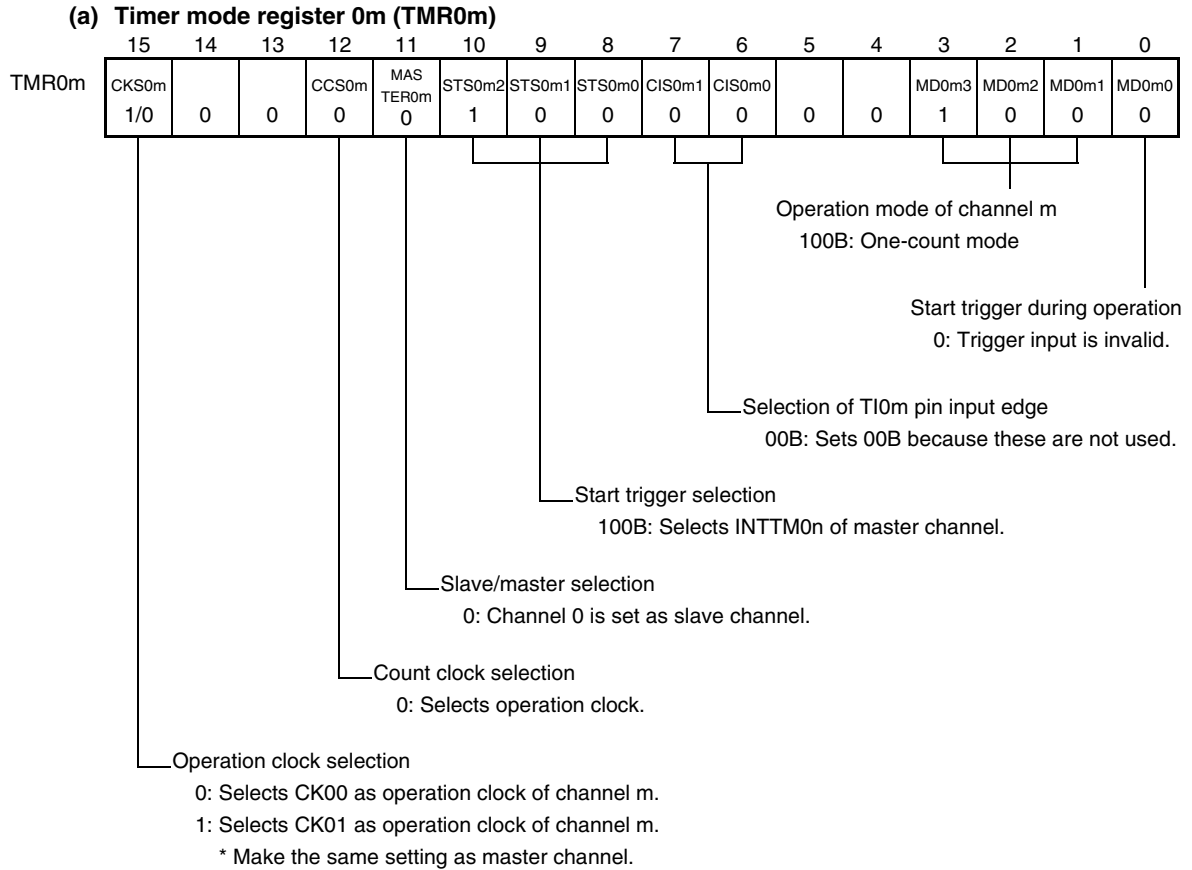 (a) Timer mode register 0m (TMR0m)
15 14 13 12 11 10 9 8 7 6 5 4 3 2 1 0
TMR0m
CKS0m CCS0m MAS TER0m STS0m2 STS0m1 STS0m0 CIS0m1 CIS0m0 MD0m3 MD0m2 MD0m1 MD0m0
1/0 0 0 0 0 1 0 0 0 0 0 0 1 0 0 0
Operation mode of channel m
100B: One-count mode
Start trigger during operation
0: Trigger input is invalid.
Selection of TI0m pin input edge
00B: Sets 00B because these are not used.
Start trigger selection
100B: Selects INTTM0n of master channel.
Slave/master selection
0: Channel 0 is set as slave channel.
Count clock selection
0: Selects operation clock.
Operation clock selection
0: Selects CK00 as operation clock of channel m.
1: Selects CK01 as operation clock of channel m.
* Make the same setting as master channel.